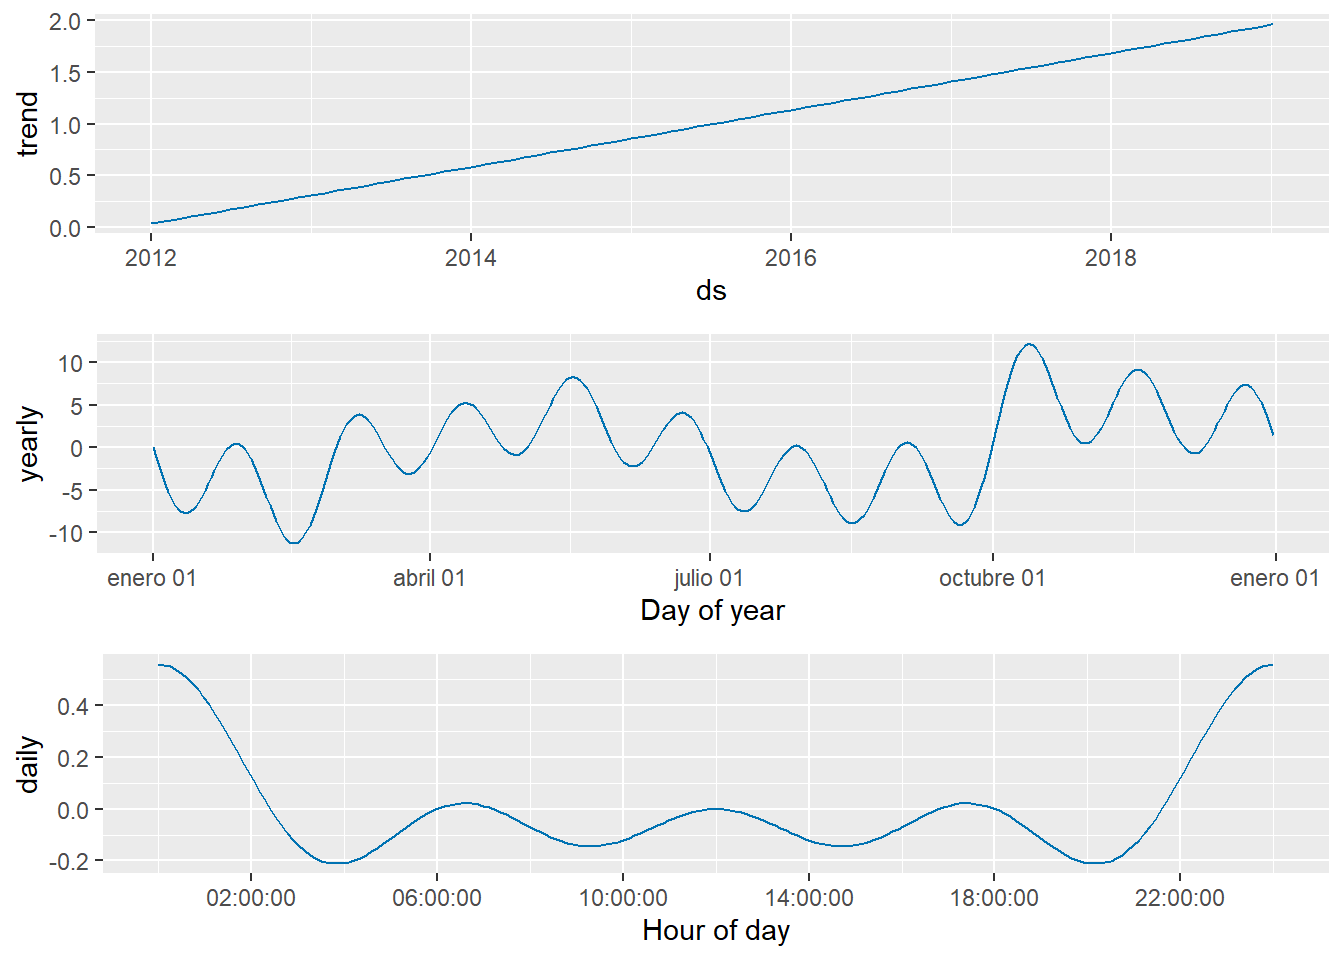 2.0
1.5
1.0
0.5
0.0
trend
2012 2014 2016 2018
ds
10
5
0
-5
-10
yearly
enero 01 abril 01 julio 01 octubre 01 enero 01
Day of year
0.4
0.2
0.0
-0.2
daily
02:00:00 06:00:00 10:00:00 14:00:00 18:00:00 22:00:00
Hour of day